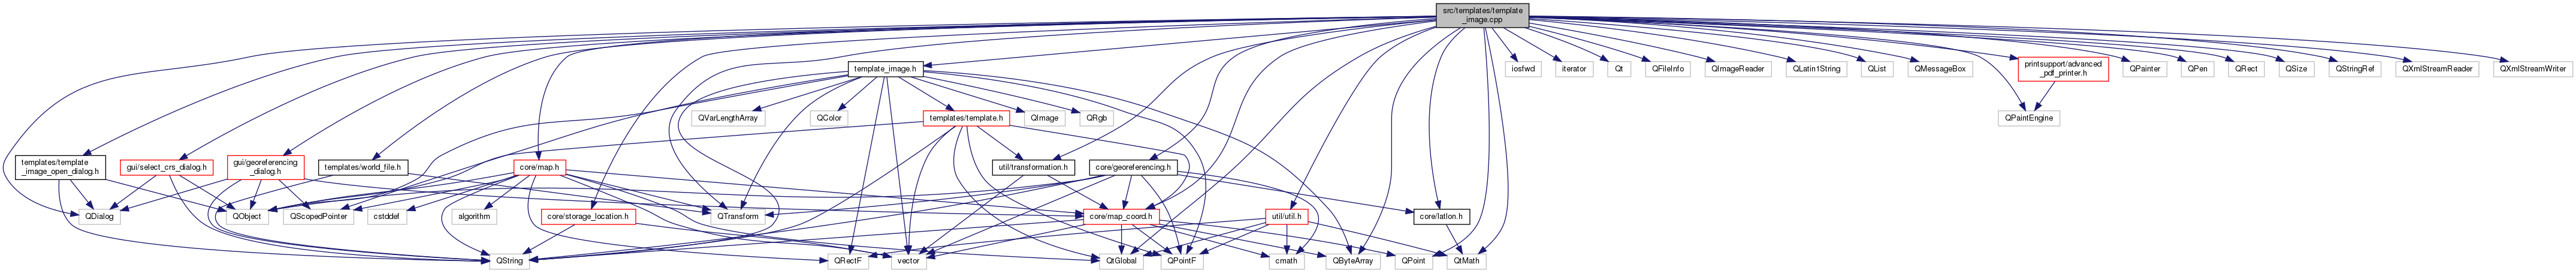 src/templates/template
_image.cpp
template_image.h
iosfwd
iterator
Qt
QFileInfo
QImageReader
QLatin1String
QList
QMessageBox
printsupport/advanced
_pdf_printer.h
QPainter
QPen
QRect
QSize
QStringRef
QXmlStreamReader
QXmlStreamWriter
QVarLengthArray
QColor
templates/template.h
QImage
QRgb
QPaintEngine
templates/template
_image_open_dialog.h
gui/select_crs_dialog.h
gui/georeferencing
_dialog.h
templates/world_file.h
core/map.h
util/transformation.h
core/georeferencing.h
QDialog
QObject
QScopedPointer
cstddef
algorithm
core/storage_location.h
QTransform
core/map_coord.h
util/util.h
core/latlon.h
QString
QRectF
vector
QtGlobal
QPointF
cmath
QByteArray
QPoint
QtMath